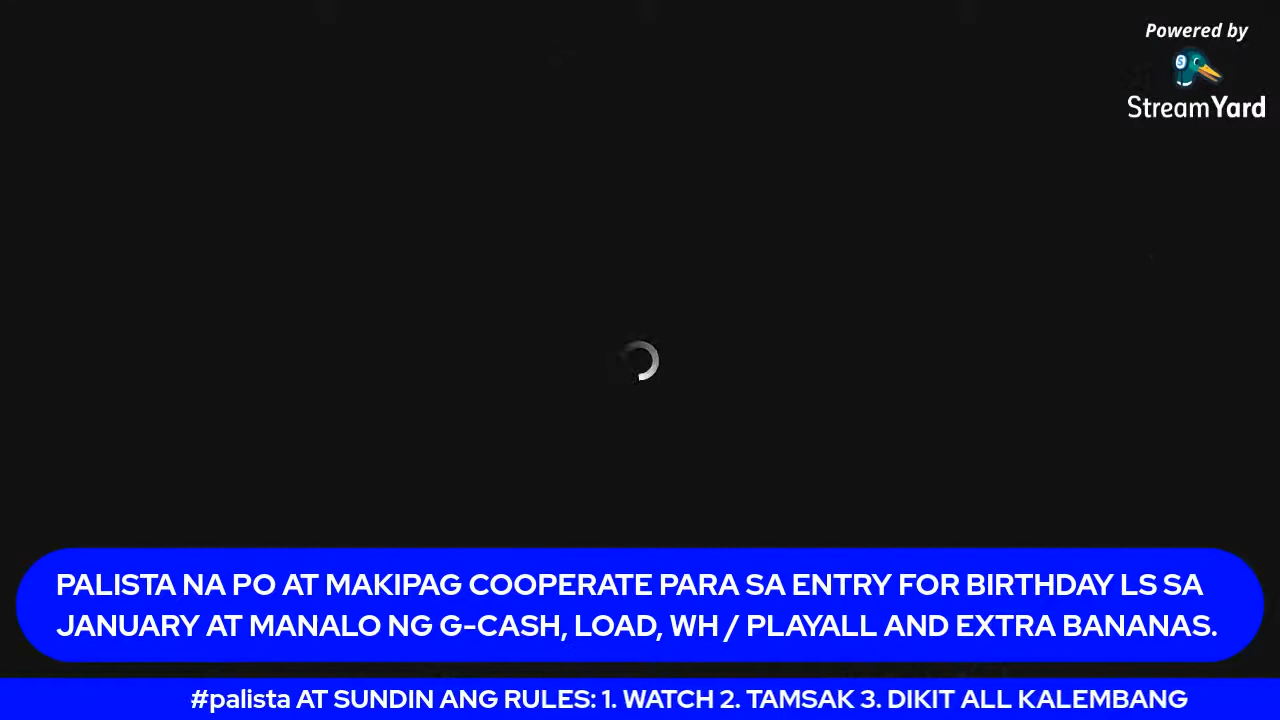 Powered by
StreamYard
PALISTA NA PO AT MAKIPAG COOPERATE PARA SA ENTRY FOR BIRTHDAY LS SA
JANUARY AT MANALO NG G-CASH, LOAD, WH / PLAYALL AND EXTRA BANANAS.
#palista AT SUNDIN ANG RULES: 1. WATCH 2. TAMSAK 3. DIKIT ALL KALEMBANG